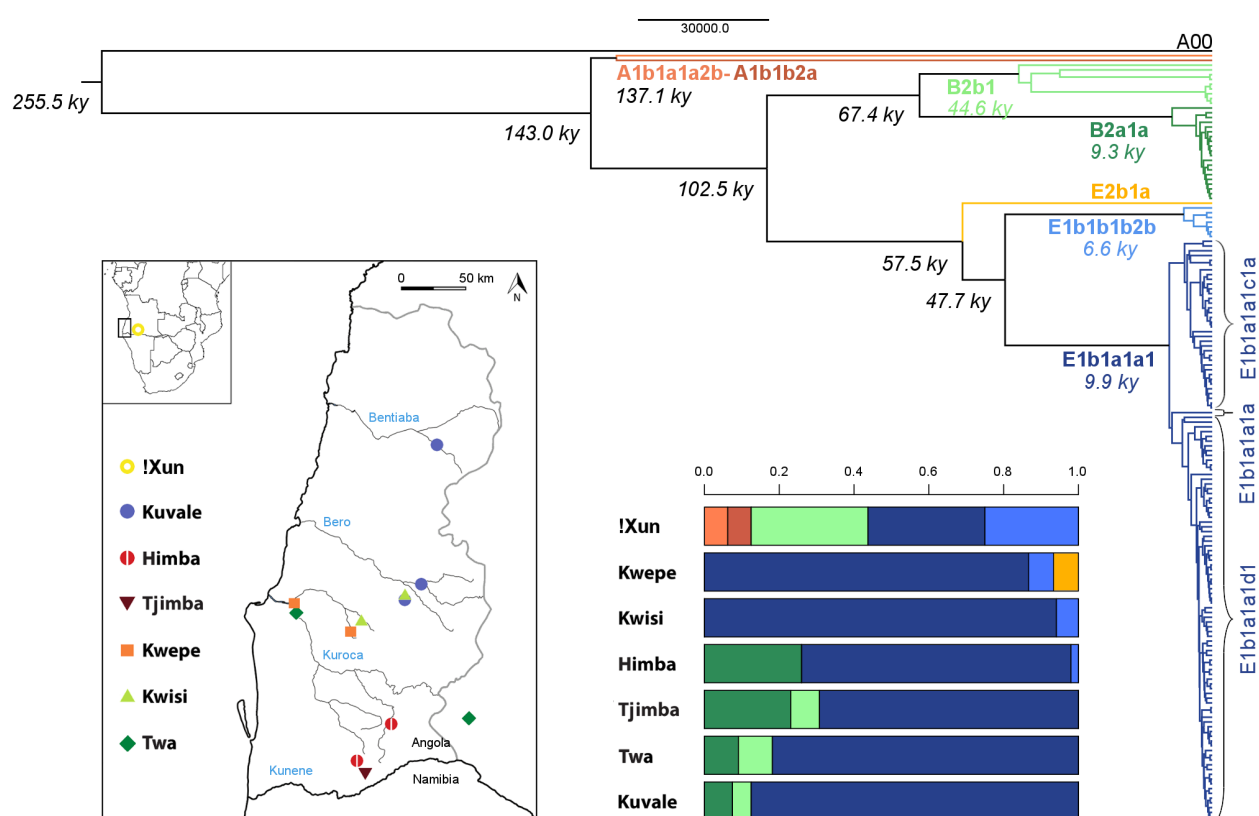 30000.0
A00
A1b1a1a2b- A1b1b2a
137.1 ky
255.5 ky
143.0 ky
B2b1
44.6 ky
67.4 ky
B2a1a
9.3 ky
102.5 ky
E2b1a
E1b1b1b2b
6.6 ky
57.5 ky
47.7 ky
E1b1a1a1
9.9 ky
E1b1a1a1c1a
E1b1a1a1a
E1b1a1a1d1
0 50 km
N
Bentiaba
Bero
Kuroca
Angola
Kunene
Namibia
!Xun
Kuvale
Himba
Tjimba
Kwepe
Kwisi
Twa
0.0 0.2 0.4 0.6 0.8 1.0
!Xun
Kwepe
Kwisi
Himba
Tjimba
Twa
Kuvale